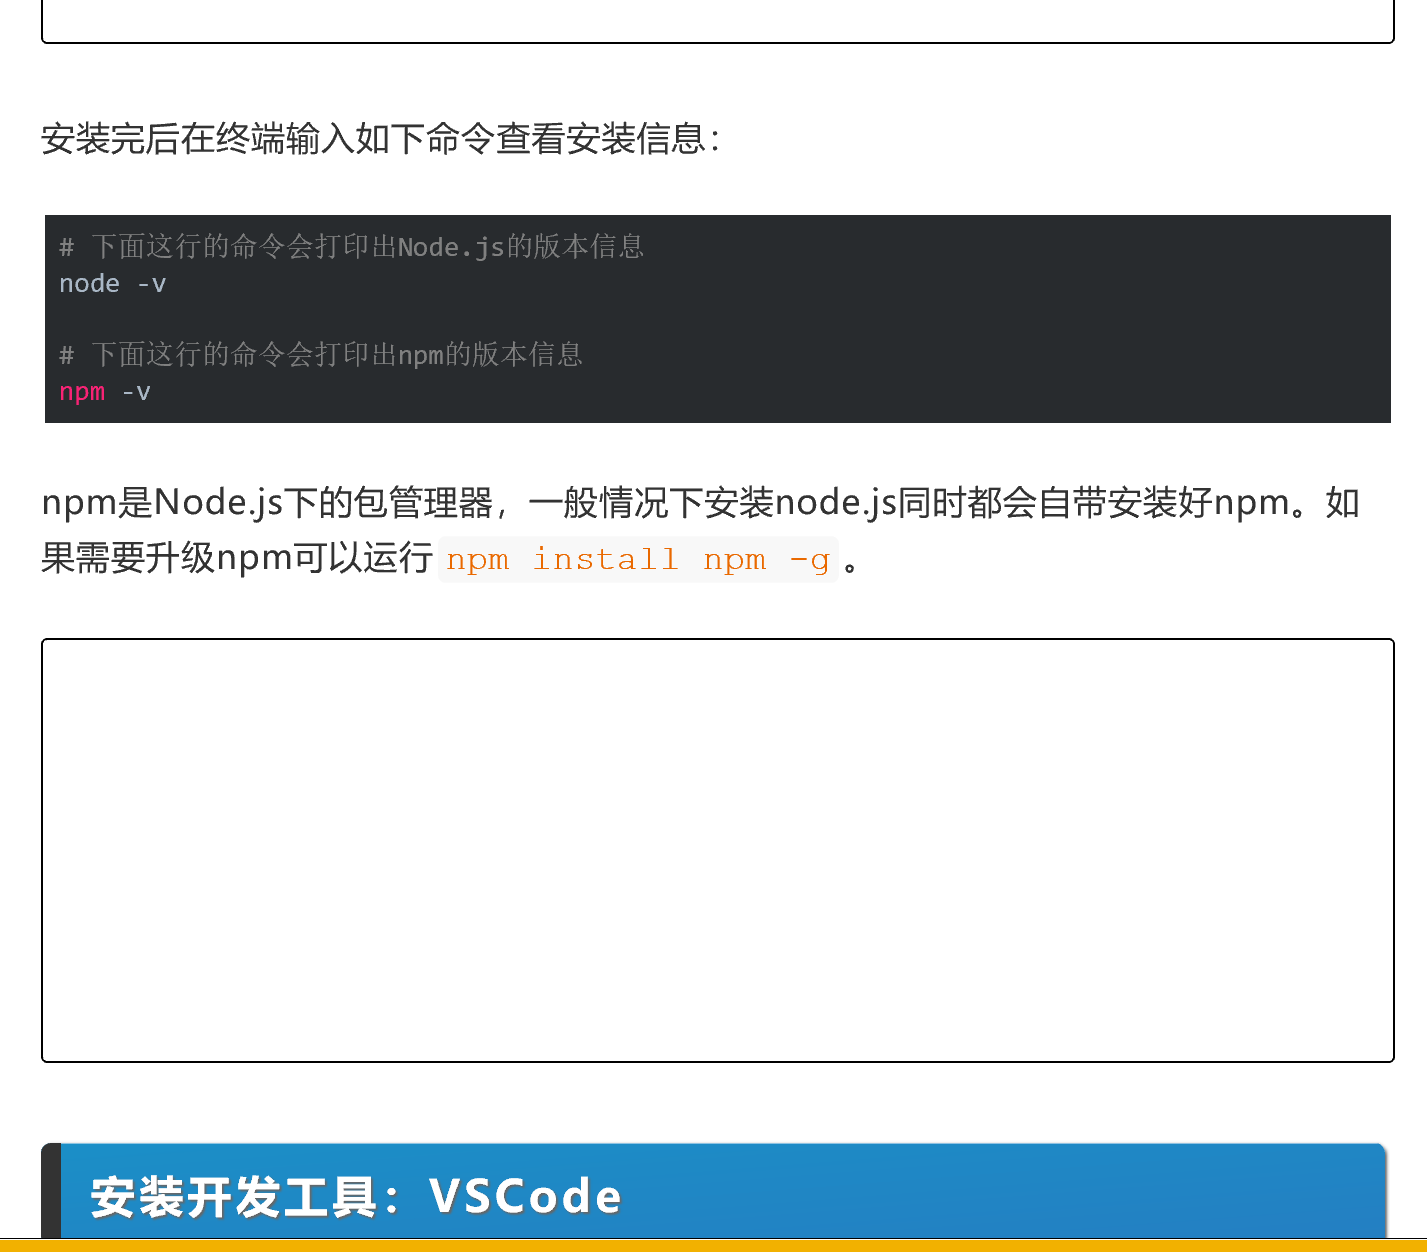 安装完后在终端输入如下命令查看安装信息：
# 下面这行的命令会打印出Node.js的版本信息
node -v
# 下面这行的命令会打印出npm的版本信息
npm -v
npm是Node.js下的包管理器，一般情况下安装node.js同时都会自带安装好npm。如
果需要升级npm可以运行 npm install npm -g 。
安装开发工具：VSCode